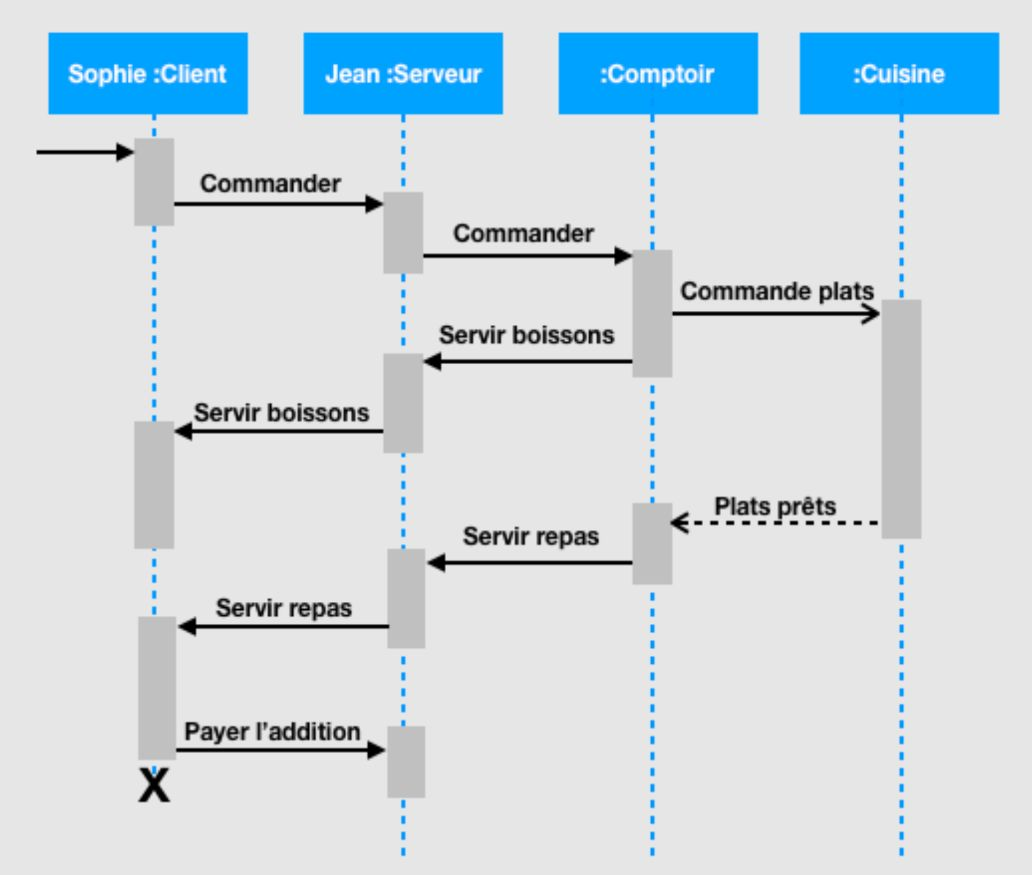 Sophie :Client
Jean :Serveur
:Comptoir
:Cuisine
Commander
Commander
Commande plats
Servir boissons
Servir boissons
Plats prêts
Servir repas
Servir repas
Payer l'addition
X